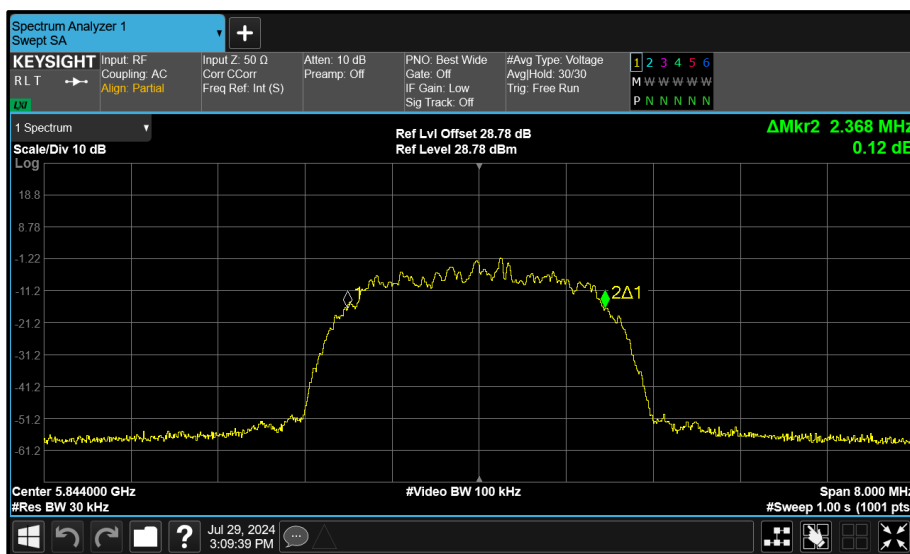 Spectrum Analyzer 1
Swept SA
+
KEYSIGHT
R L T
LXI
Input: RF
Coupling: AC
Align: Partial
Input Z: 50 Ω
Corr CCorr
Freq Ref: Int (S)
Atten: 10 dB
Preamp: Off
PNO: Best Wide
Gate: Off
IF Gain: Low
Sig Track: Off
#Avg Type: Voltage
Avg|Hold: 30/30
Trig: Free Run
1 2 3 4 5 6
M W W W W W
P N N N N N
1 Spectrum
Scale/Div 10 dB
Ref Lvl Offset 28.78 dB
Ref Level 28.78 dBm
ΔMkr2 2.368 MHz
0.12 dB
Log
18.8
8.78
-1.22
-11.2
-21.2
-31.2
-41.2
-51.2
-61.2
1
2Δ1
Center 5.844000 GHz
#Res BW 30 kHz
#Video BW 100 kHz
Span 8.000 MHz
#Sweep 1.00 s (1001 pts
?
Jul 29, 2024
3:09:39 PM